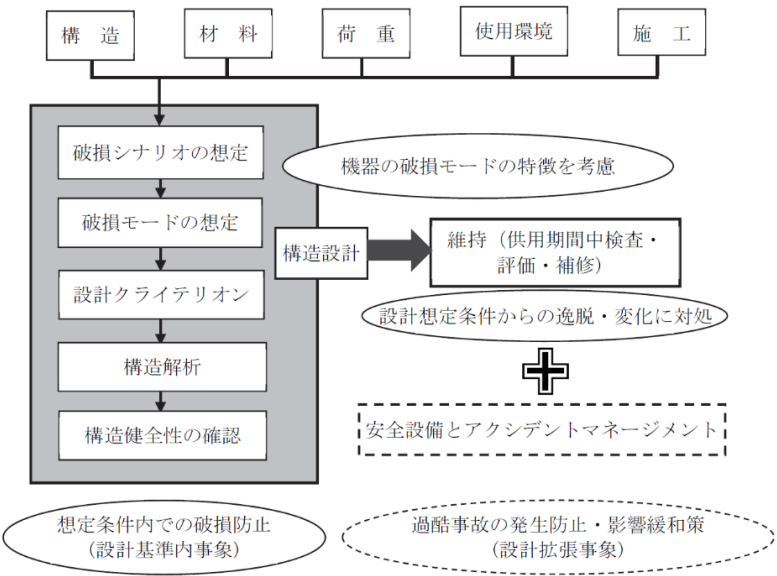 構　造
材　料
荷　重
使用環境
施　工
破損シナリオの想定
機器の破損モードの特徴を考慮
破損モードの想定
構造設計
維持（供用期間中検査・
評価・補修）
設計クライテリオン
設計想定条件からの逸脱・変化に対処
構造解析
安全設備とアクシデントマネージメント
構造健全性の確認
想定条件内での破損防止
（設計基準内事象）
過酷事故の発生防止・影響緩和策
（設計拡張事象）